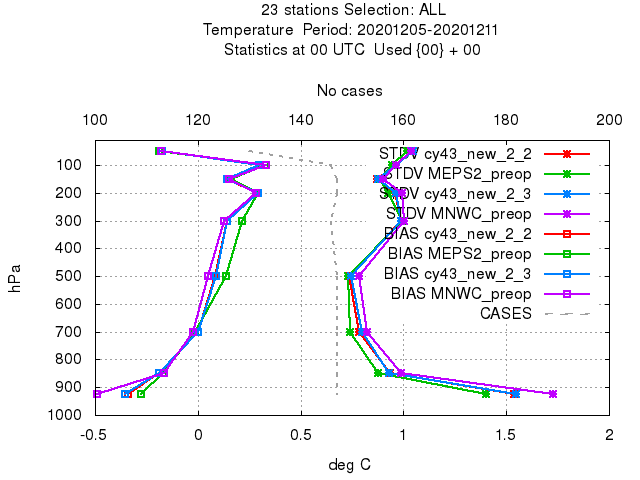 23 stations Selection: ALL
Temperature  Period: 20201205-20201211
Statistics at 00 UTC  Used {00} + 00
No cases
100 120 140 160 180 200
STDV cy43_new_2_2
STDV MEPS2_preop
STDV cy43_new_2_3
STDV MNWC_preop
BIAS cy43_new_2_2
BIAS MEPS2_preop
BIAS cy43_new_2_3
BIAS MNWC_preop
CASES
hPa
100
200
300
400
500
600
700
800
900
1000
-0.5 0 0.5 1 1.5 2
deg C